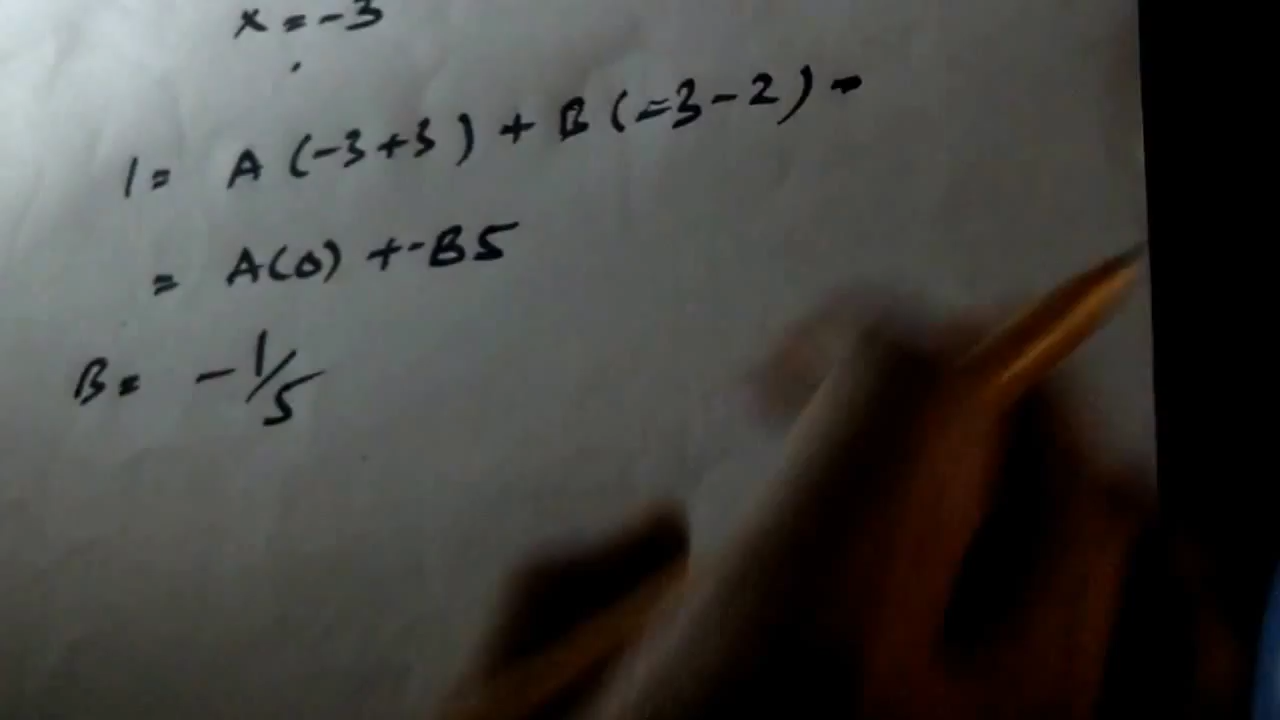 x = -3
1 = A (-3+3) + B (=3-2) -
= A(0) + -B5
B = -1/5